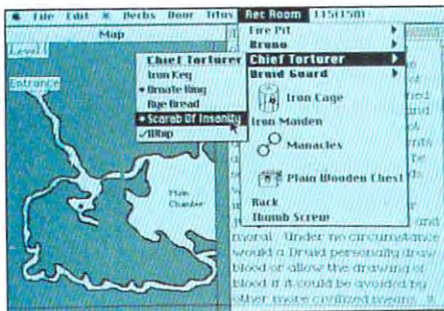 File Edit Verbs Door Titus Rec Room 115(150)
Map
Level 1
Entrance
Main
Chamber
Chief Torturer
Iron Key
Ornate Ring
Rye Bread
Scarab Of Insanity
Whip
Fire Pit
Bruno
Chief Torturer
Druid Guard
Iron Cage
Iron Maiden
Manacles
Plain Wooden Chest
Rack
Thumb Screw
and
moral. Under no circumstance
would a Druid personally draw
blood or allow the drawing of
blood if it could be avoided by
other more civilized means. It